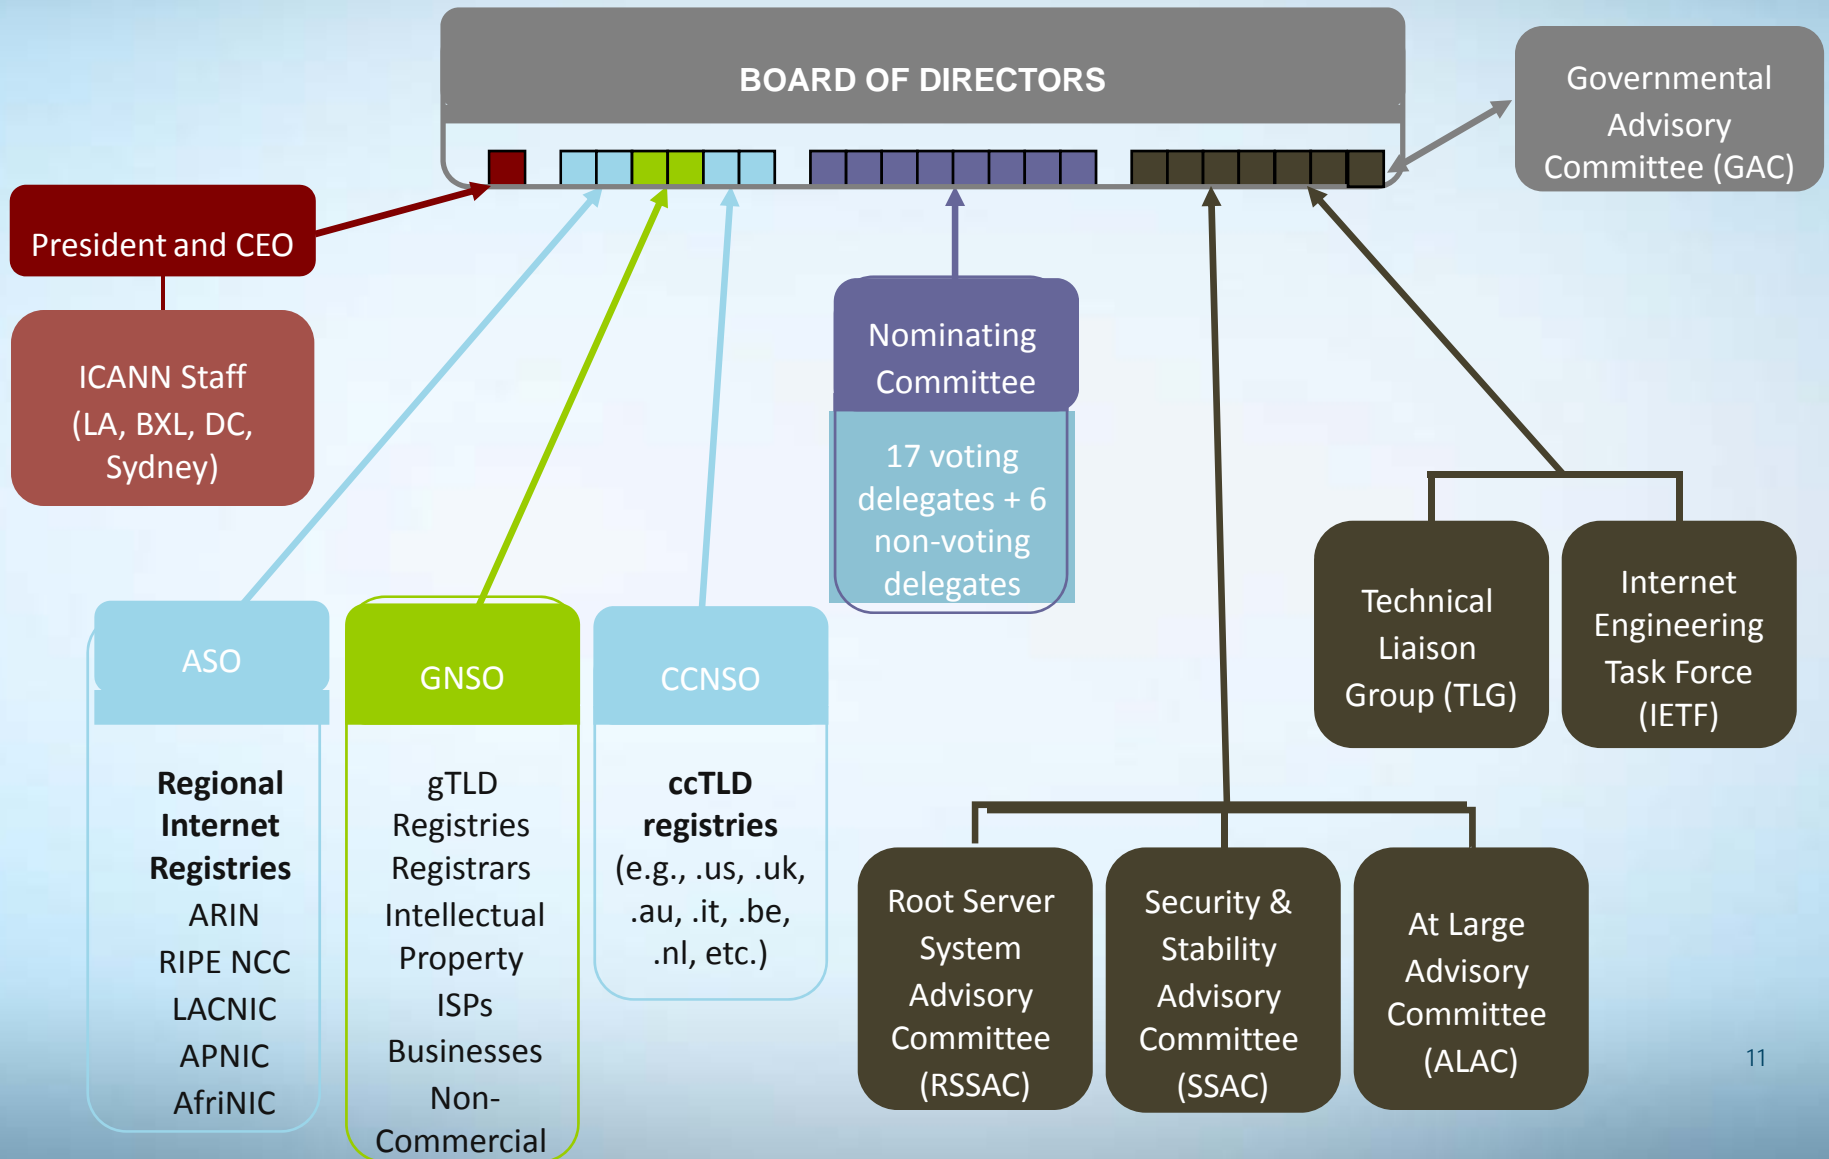 BOARD OF DIRECTORS
Governmental
Advisory
Committee (GAC)
President and CEO
ICANN Staff
(LA, BXL, DC,
Sydney)
Nominating
Committee
17 voting
delegates + 6
non-voting
delegates
Technical
Liaison
Group (TLG)
Internet
Engineering
Task Force
(IETF)
ASO
Regional
Internet
Registries
ARIN
RIPE NCC
LACNIC
APNIC
AfriNIC
GNSO
gTLD
Registries
Registrars
Intellectual
Property
ISPs
Businesses
Non-
Commercial
CCNSO
ccTLD
registries
(e.g., .us, .uk,
.au, .it, .be,
.nl, etc.)
Root Server
System
Advisory
Committee
(RSSAC)
Security &
Stability
Advisory
Committee
(SSAC)
At Large
Advisory
Committee
(ALAC)
11